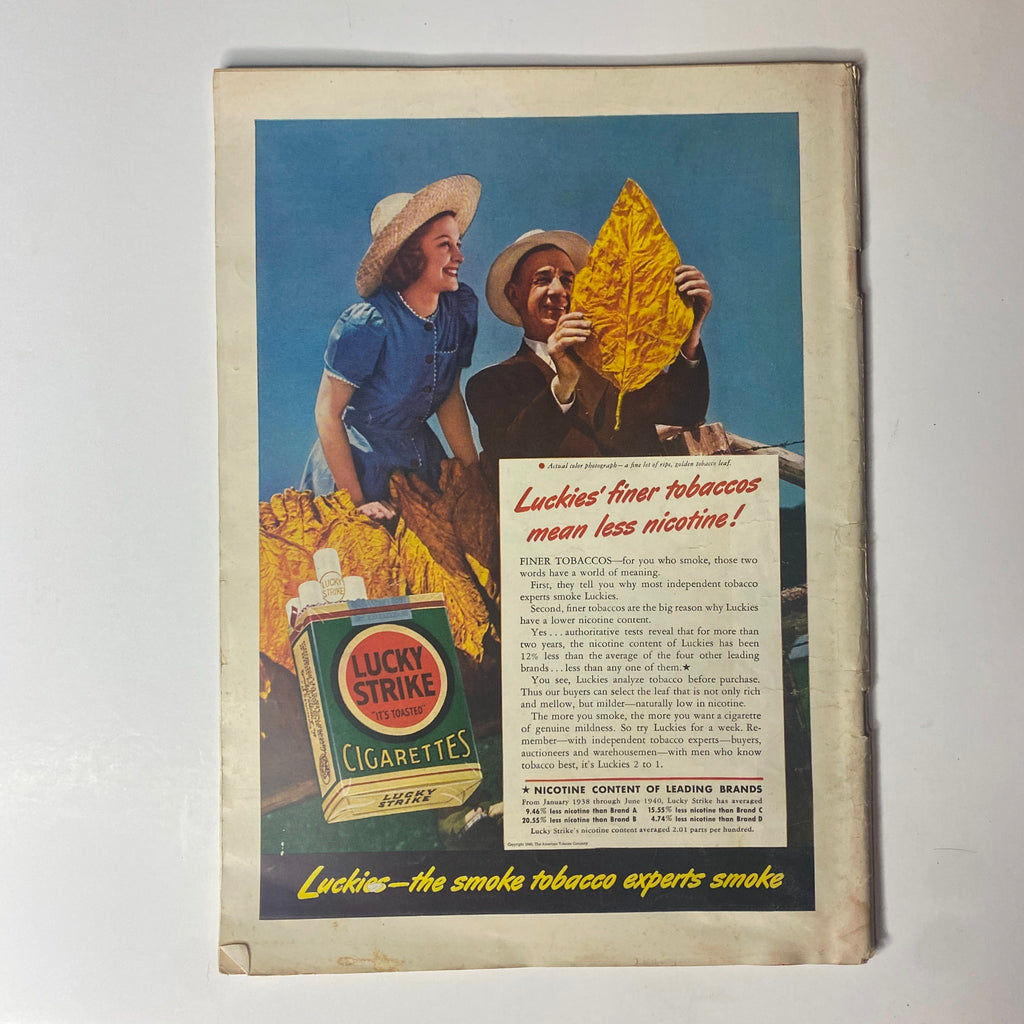 ● Actual color photograph—a fine lot of ripe, golden tobacco leaf.
Luckies' finer tobaccos
mean less nicotine!
FINER TOBACCOS—for you who smoke, those two
words have a world of meaning.
First, they tell you why most independent tobacco
experts smoke Luckies.
Second, finer tobaccos are the big reason why Luckies
have a lower nicotine content.
Yes . . . authoritative tests reveal that for more than
two years, the nicotine content of Luckies has been
12% less than the average of the four other leading
brands . . . less than any one of them.★
You see, Luckies analyze tobacco before purchase.
Thus our buyers can select the leaf that is not only rich
and mellow, but milder—naturally low in nicotine.
The more you smoke, the more you want a cigarette
of genuine mildness. So try Luckies for a week. Re-
member—with independent tobacco experts—buyers,
auctioneers and warehousemen—with men who know
tobacco best, it's Luckies 2 to 1.
★ NICOTINE CONTENT OF LEADING BRANDS
From January 1938 through June 1940, Lucky Strike has averaged
9.46% less nicotine than Brand A 15.55% less nicotine than Brand C
20.55% less nicotine than Brand B 4.74% less nicotine than Brand D
Lucky Strike's nicotine content averaged 2.01 parts per hundred.
Copyright 1940, The American Tobacco Company
LUCKY
STRIKE
LUCKY
STRIKE
"IT'S TOASTED"
CIGARETTES
LUCKY
STRIKE
Luckies—the smoke tobacco experts smoke